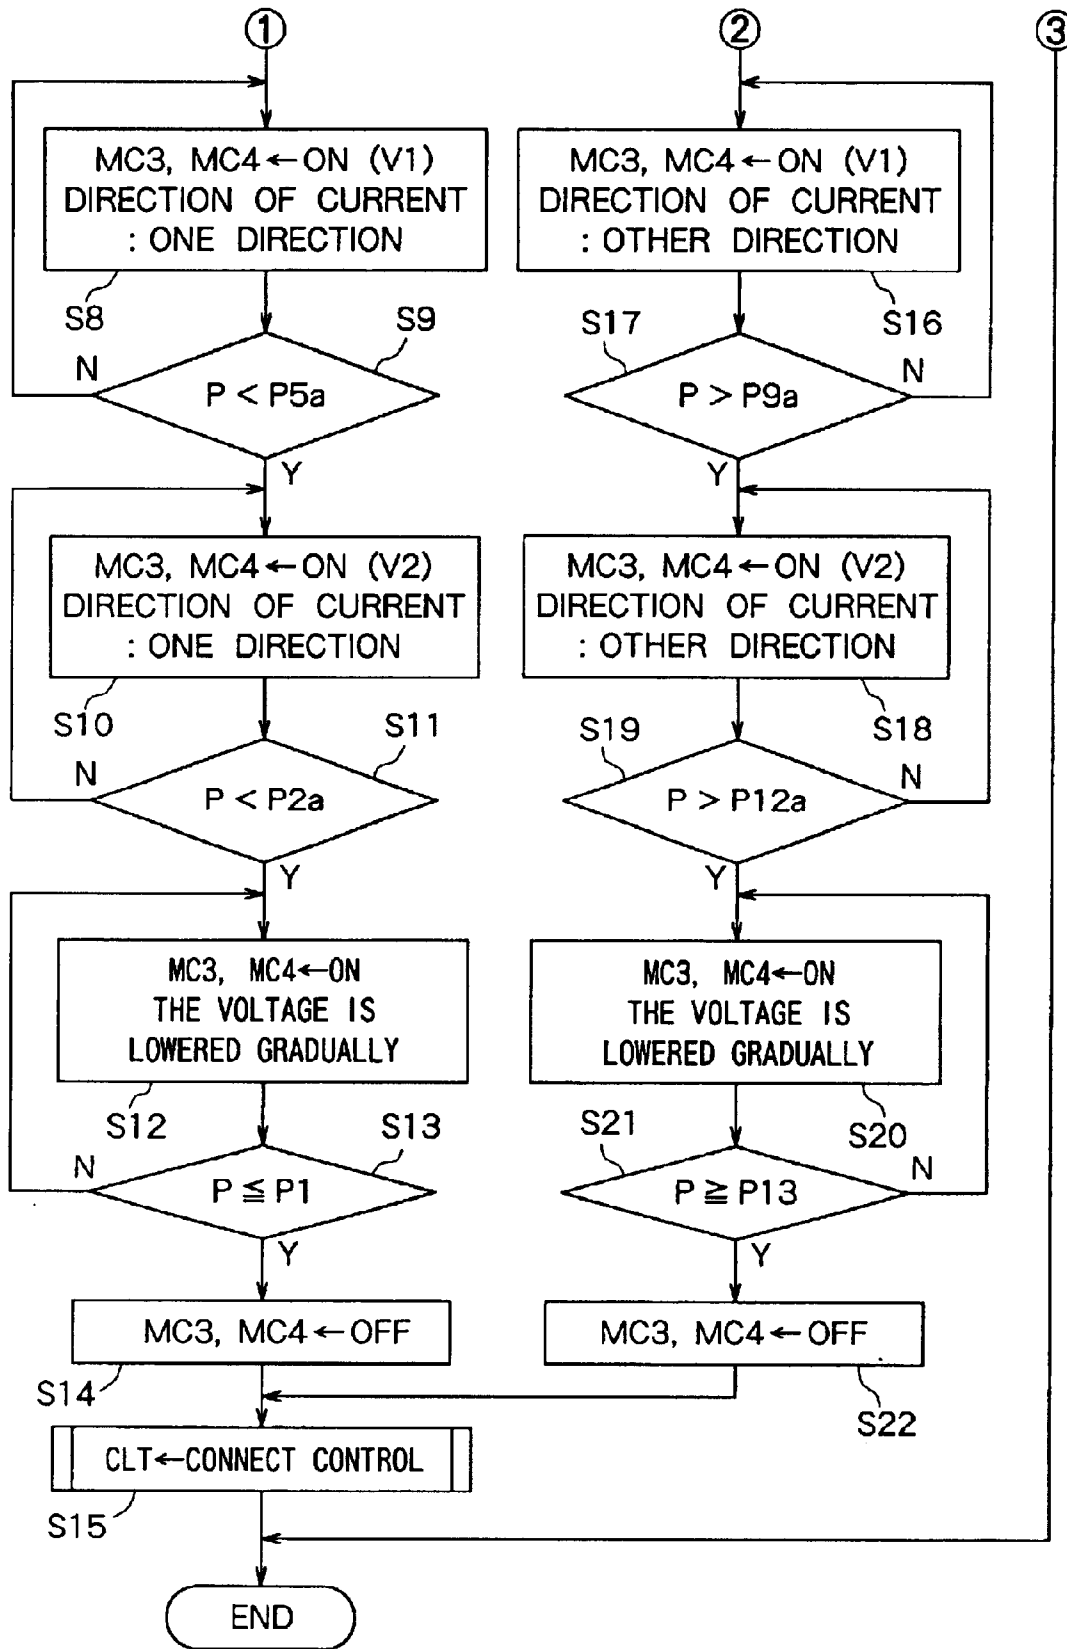 ① ② ③
MC3, MC4←ON (V1)
DIRECTION OF CURRENT
: ONE DIRECTION
S8
S9
N
P < P5a
Y
MC3, MC4←ON (V2)
DIRECTION OF CURRENT
: ONE DIRECTION
S10
S11
N
P < P2a
Y
MC3, MC4←ON
THE VOLTAGE IS
LOWERED GRADUALLY
S12
S13
N
P ≦ P1
Y
MC3, MC4←OFF
S14
MC3, MC4←ON (V1)
DIRECTION OF CURRENT
: OTHER DIRECTION
S17
S16
N
P > P9a
Y
MC3, MC4←ON (V2)
DIRECTION OF CURRENT
: OTHER DIRECTION
S19
S18
N
P > P12a
Y
MC3, MC4←ON
THE VOLTAGE IS
LOWERED GRADUALLY
S21
S20
N
P ≧ P13
Y
MC3, MC4←OFF
S22
CLT←CONNECT CONTROL
S15
END